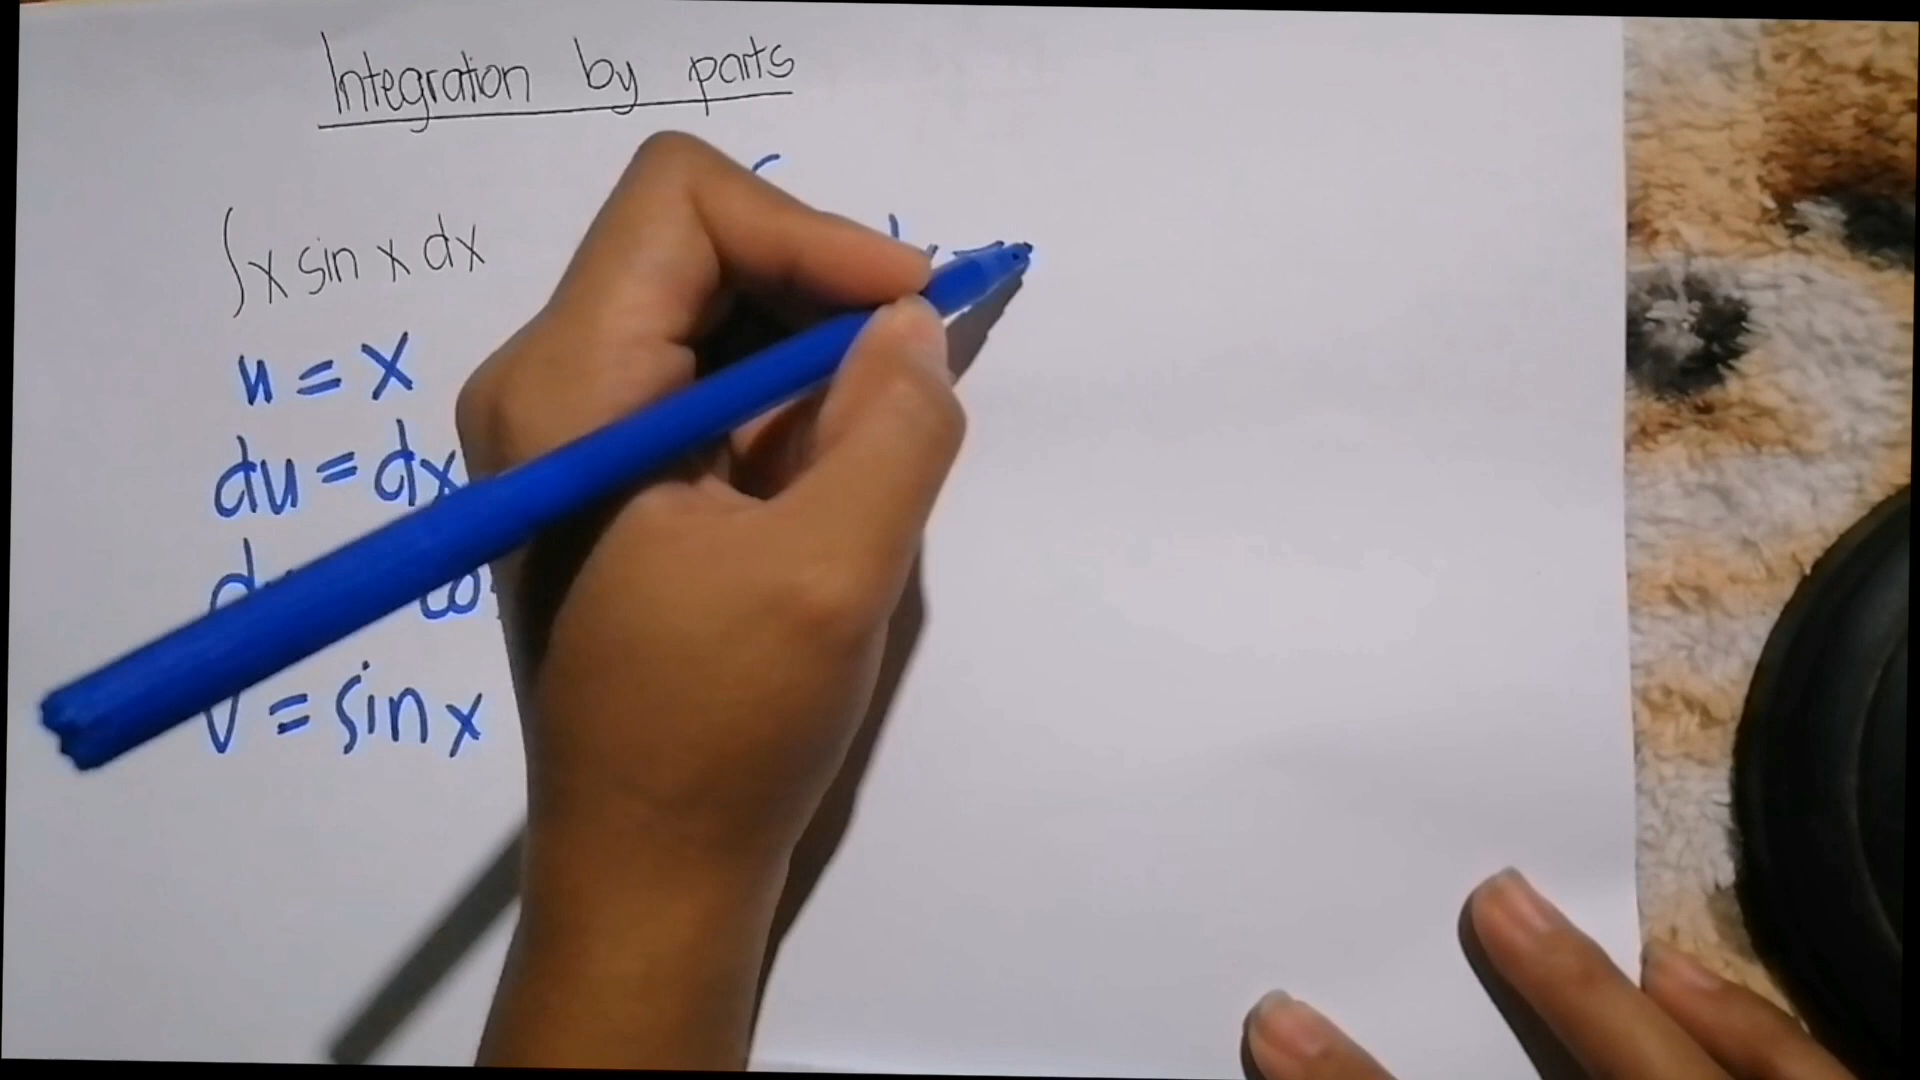 Integration by parts
∫x sin x dx
u = x
du = dx
v = sin x